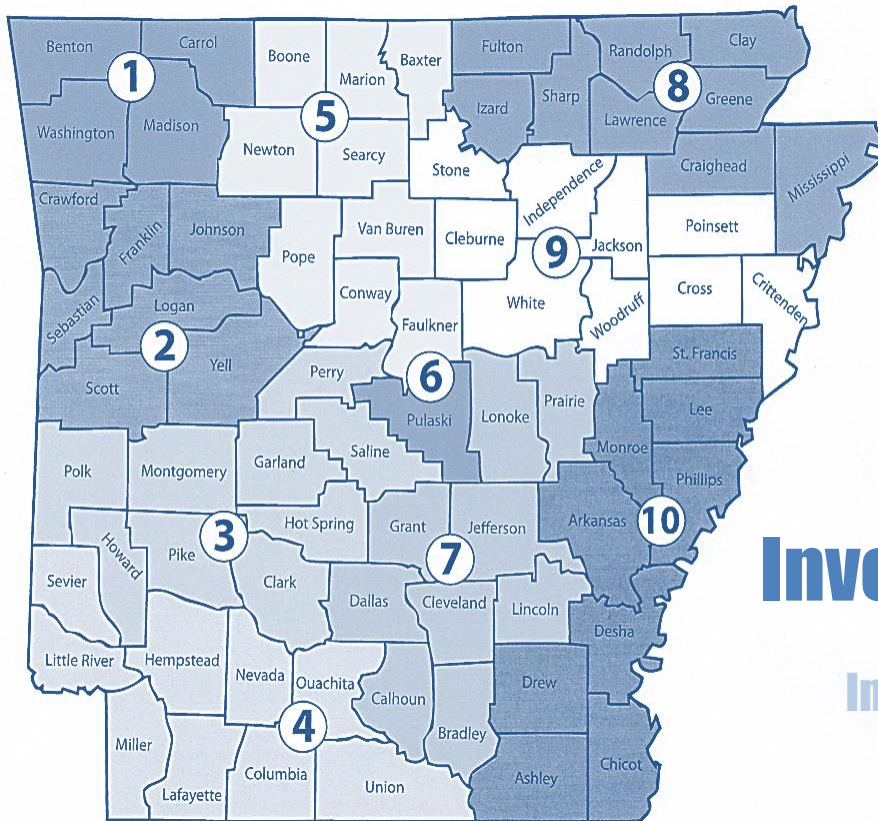 Benton
Carrol
Boone
Marion
Baxter
Fulton
Randolph
Clay
1
8
Izard
Sharp
Lawrence
Greene
Washington
Madison
5
Newton
Searcy
Stone
Independence
Craighead
Mississippi
Crawford
Franklin
Johnson
Pope
Van Buren
Cleburne
9
Jackson
Poinsett
Sebastian
Logan
Conway
Faulkner
White
Woodruff
Cross
Crittenden
2
Scott
Yell
Perry
6
Pulaski
Lonoke
Prairie
St. Francis
Lee
Monroe
Phillips
Polk
Montgomery
Garland
Saline
Hot Spring
Grant
Jefferson
Arkansas
10
Howard
Pike
3
Clark
7
Sevier
Dallas
Cleveland
Lincoln
Desha
Inve
Little River
Hempstead
Nevada
Ouachita
Calhoun
Drew
In
4
Miller
Lafayette
Columbia
Union
Bradley
Ashley
Chicot